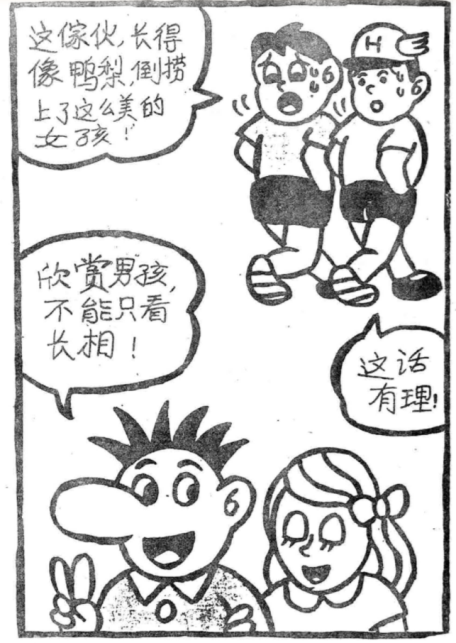 这傢伙,长得
像鸭梨,倒捞
上了这么美的
女孩!
H
欣赏男孩,
不能只看
长相!
这话
有理!